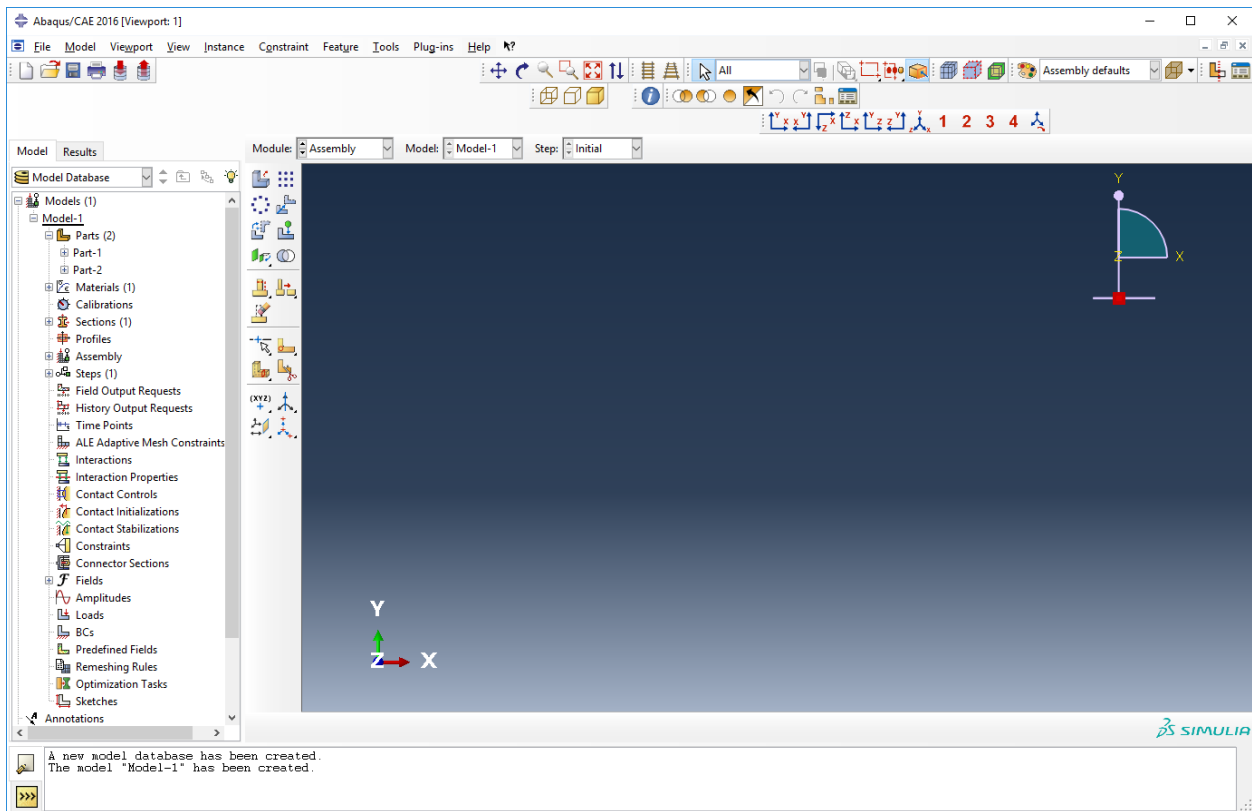 Abaqus/CAE 2016 [Viewport: 1]
File Model Viewport View Instance Constraint Feature Tools Plug-ins Help
All Assembly defaults
1 2 3 4
Model Results
Module: Assembly Model: Model-1 Step: Initial
Model Database
Models (1)
Model-1
Parts (2)
Part-1
Part-2
Materials (1)
Calibrations
Sections (1)
Profiles
Assembly
Steps (1)
Field Output Requests
History Output Requests
Time Points
ALE Adaptive Mesh Constraints
Interactions
Interaction Properties
Contact Controls
Contact Initializations
Contact Stabilizations
Constraints
Connector Sections
Fields
Amplitudes
Loads
BCs
Predefined Fields
Remeshing Rules
Optimization Tasks
Sketches
Annotations
(XYZ)
Y
Z X
Y
Z X
SIMULIA
A new model database has been created.
The model "Model-1" has been created.